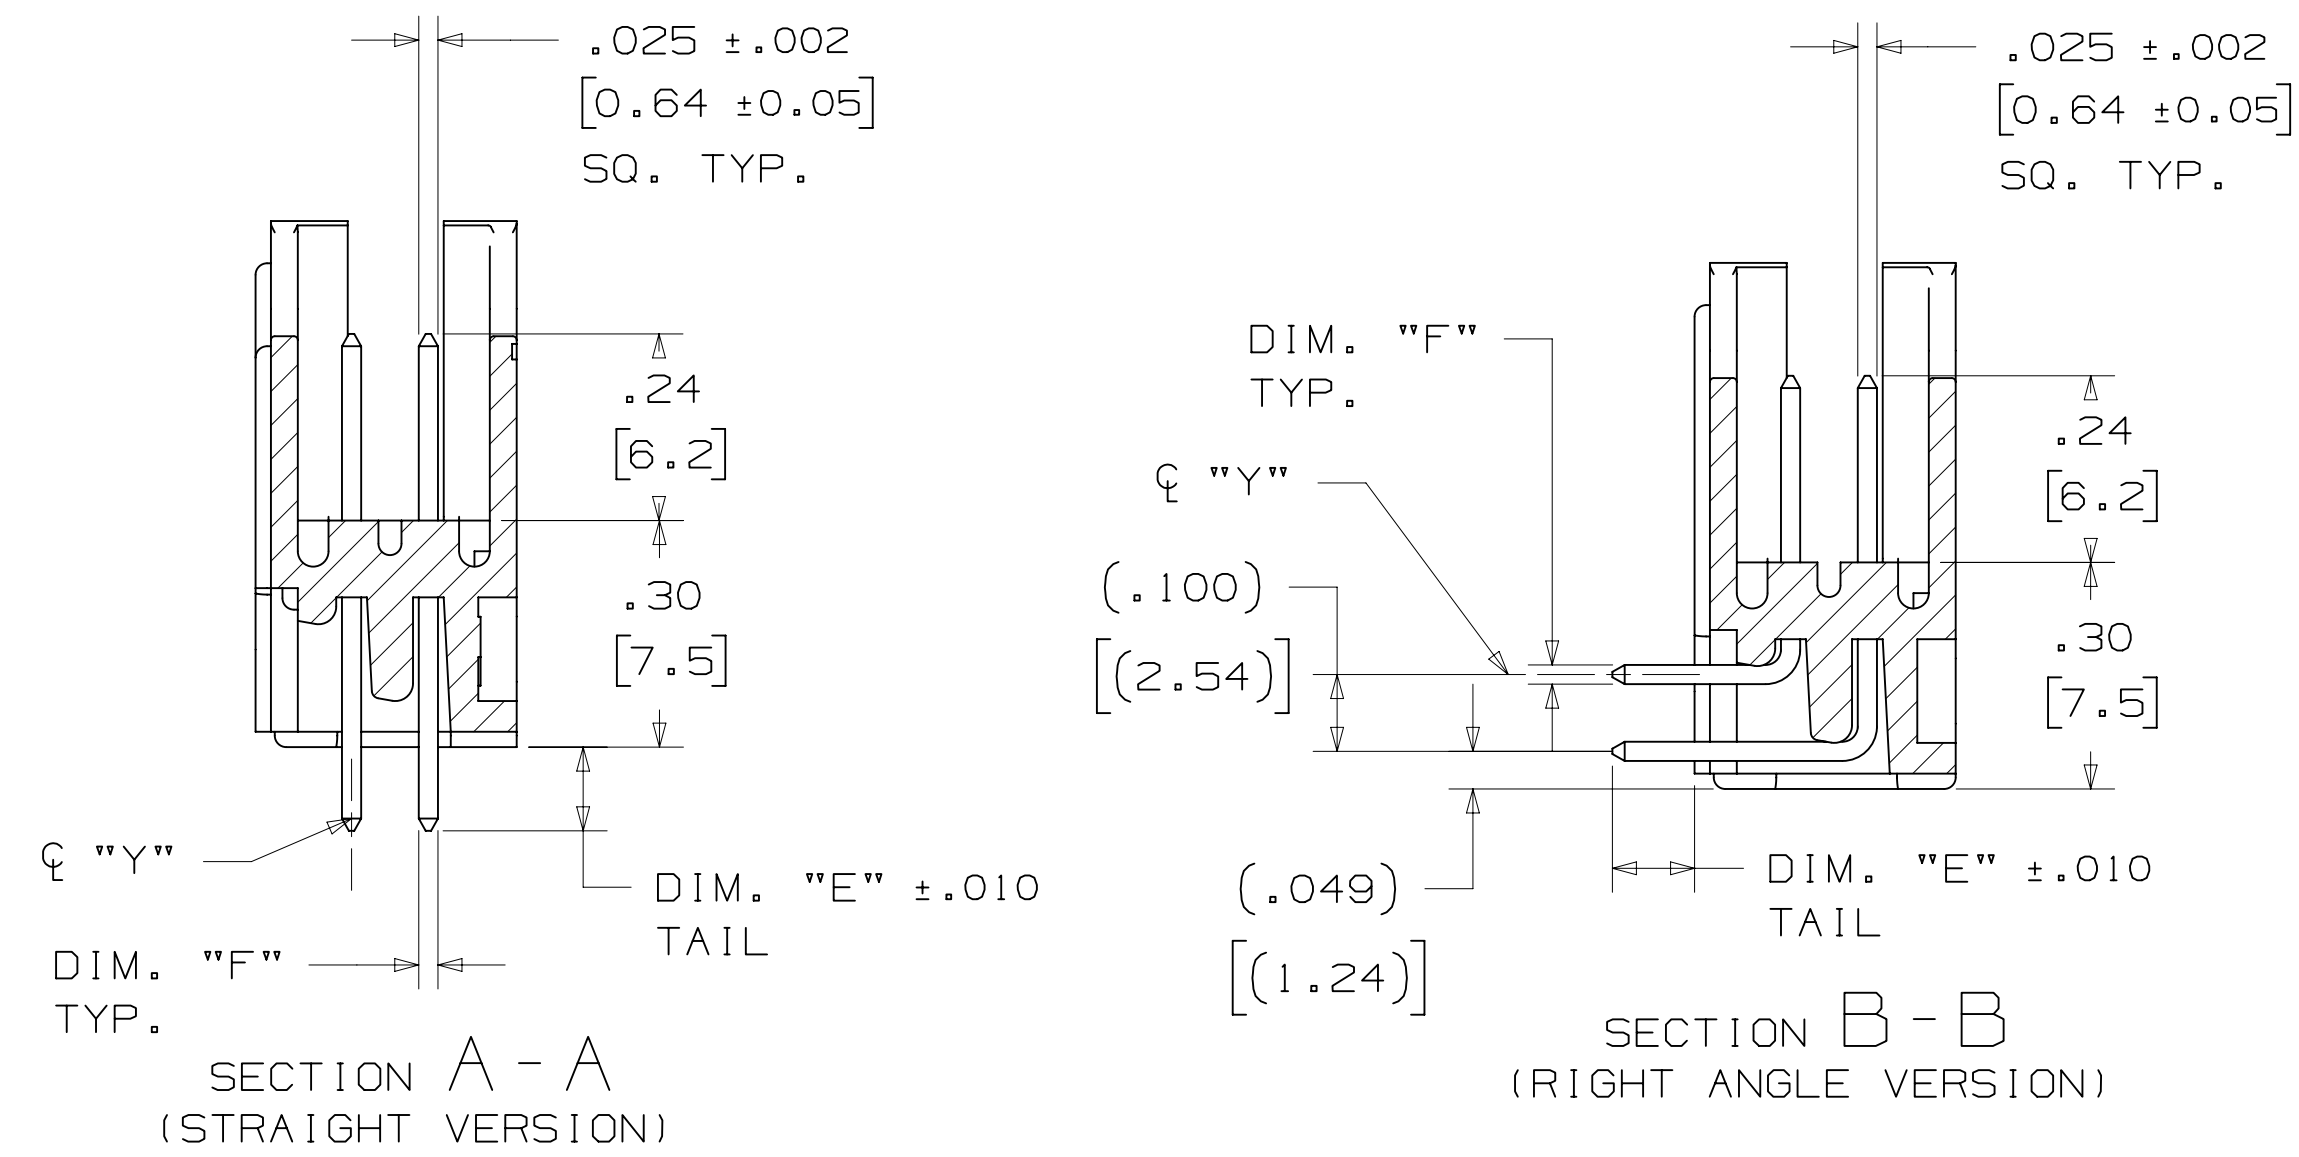 .025 ±.002
[0.64 ±0.05]
SQ. TYP.
.24
[6.2]
.30
[7.5]
℄ "Y"
DIM. "E" ±.010
TAIL
DIM. "F"
TYP.
SECTION A-A
(STRAIGHT VERSION)
.025 ±.002
[0.64 ±0.05]
SQ. TYP.
DIM. "F"
TYP.
℄ "Y"
(.100)
[(2.54)]
.24
[6.2]
.30
[7.5]
(.049)
[(1.24)]
DIM. "E" ±.010
TAIL
SECTION B-B
(RIGHT ANGLE VERSION)